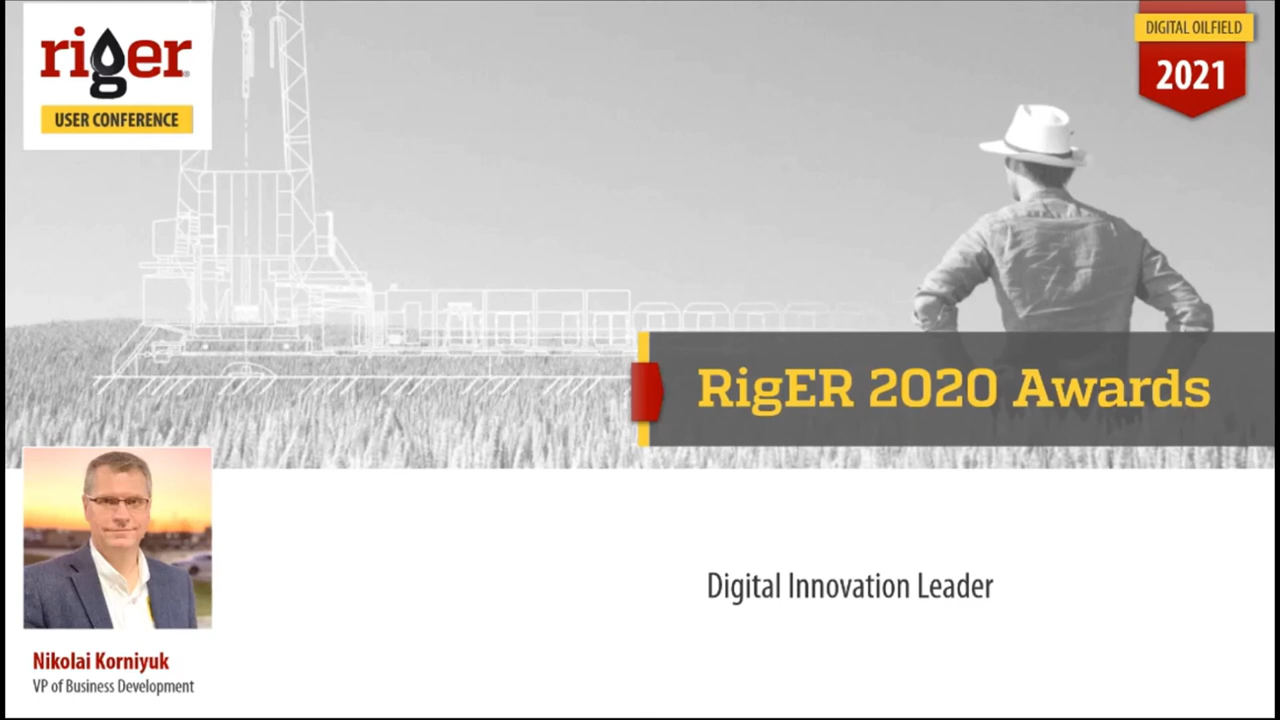 riger
USER CONFERENCE
DIGITAL OILFIELD
2021
RigER 2020 Awards
Digital Innovation Leader
Nikolai Korniyuk
VP of Business Development